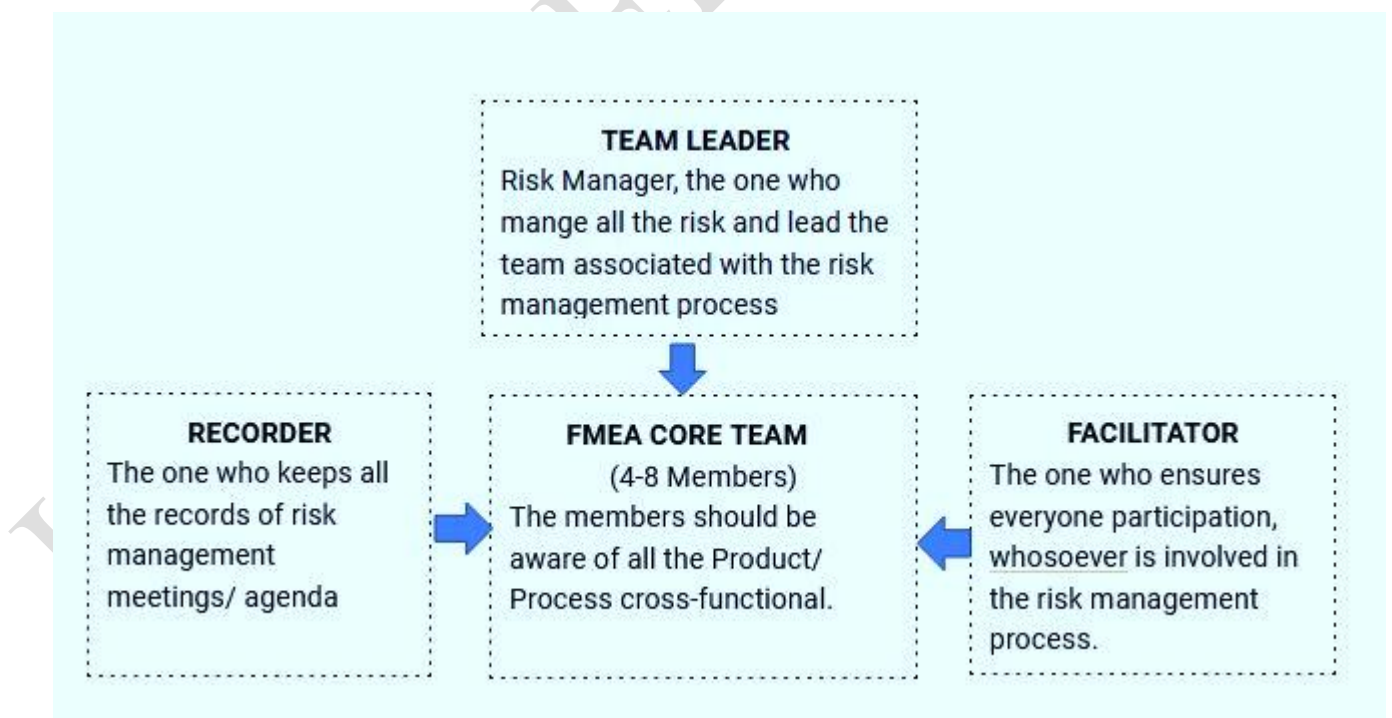 TEAM LEADER
Risk Manager, the one who
mange all the risk and lead the
team associated with the risk
management process
RECORDER
The one who keeps all
the records of risk
management
meetings/ agenda
FMEA CORE TEAM
(4-8 Members)
The members should be
aware of all the Product/
Process cross-functional.
FACILITATOR
The one who ensures
everyone participation,
whosoever is involved in
the risk management
process.